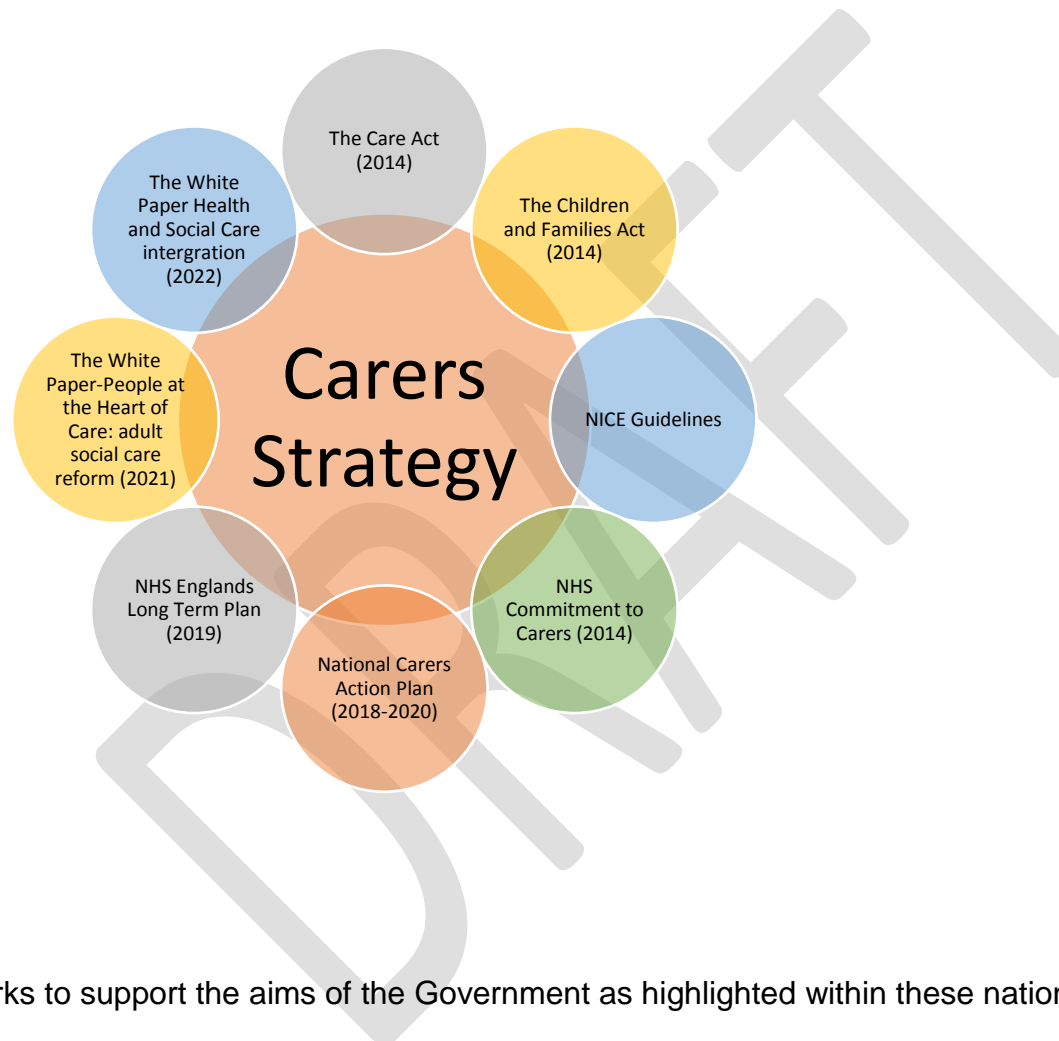 The Care Act
(2014)
The Children
and Families Act
(2014)
NICE Guidelines
NHS
Commitment to
Carers (2014)
National Carers
Action Plan
(2018-2020)
NHS Englands
Long Term Plan
(2019)
The White
Paper-People at
the Heart of
Care: adult
social care
reform (2021)
The White
Paper Health
and Social Care
intergration
(2022)
Carers
Strategy
DRAFT
to support the aims of the Government as highlighted within these